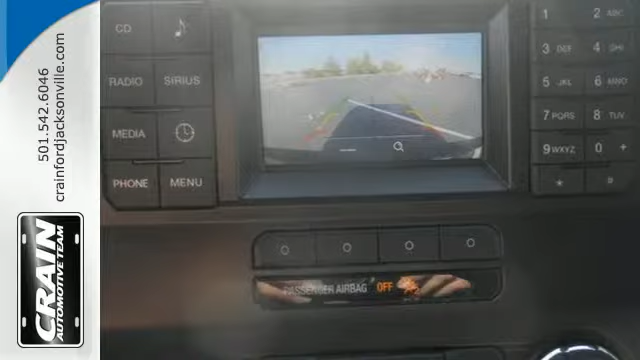 501.542.6046
crainfordjacksonville.com
CRAIN
AUTOMOTIVE TEAM
CD
RADIO
SIRIUS
MEDIA
PHONE
MENU
1
2 ABC
3 DEF
4 GHI
5 JKL
6 MNO
7 PQRS
8 TUV
9 WXYZ
0 +
*
PASSENGER AIRBAG OFF